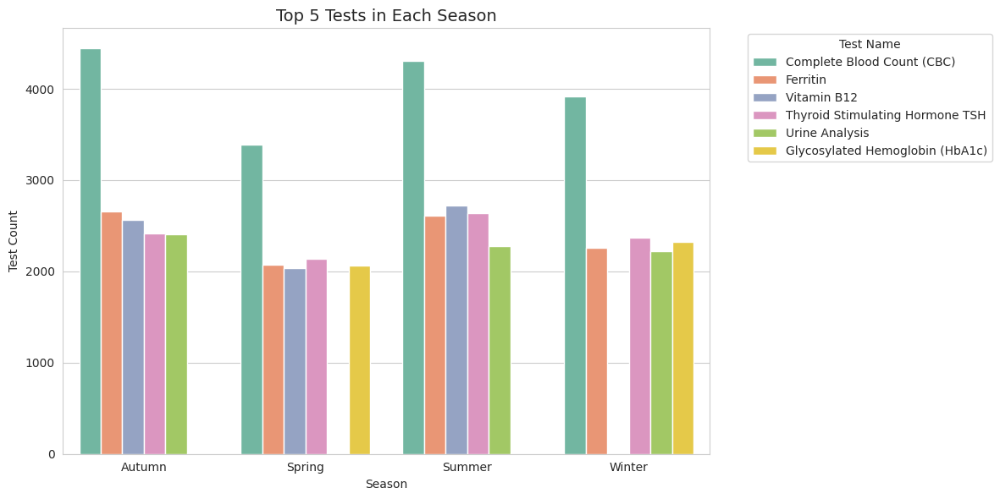 Top 5 Tests in Each Season
Test Name
Complete Blood Count (CBC)
Ferritin
Vitamin B12
Thyroid Stimulating Hormone TSH
Urine Analysis
Glycosylated Hemoglobin (HbA1c)
Test Count
4000
3000
2000
1000
0
Autumn Spring Summer Winter
Season